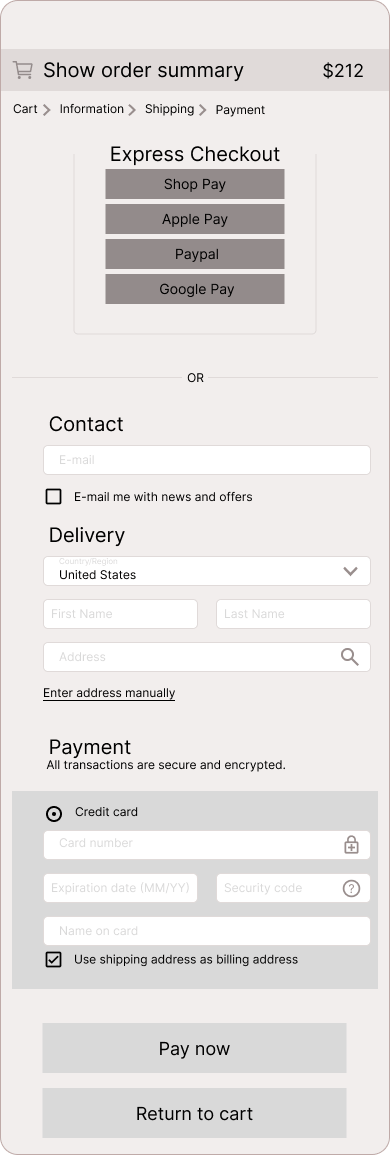 Show order summary $212
Cart Information Shipping Payment
Express Checkout
Shop Pay
Apple Pay
Paypal
Google Pay
OR
Contact
E-mail
E-mail me with news and offers
Delivery
Country/Region
United States
First Name Last Name
Address
Enter address manually
Payment
All transactions are secure and encrypted.
Credit card
Card number
Expiration date (MM/YY) Security code
Name on card
Use shipping address as billing address
Pay now
Return to cart